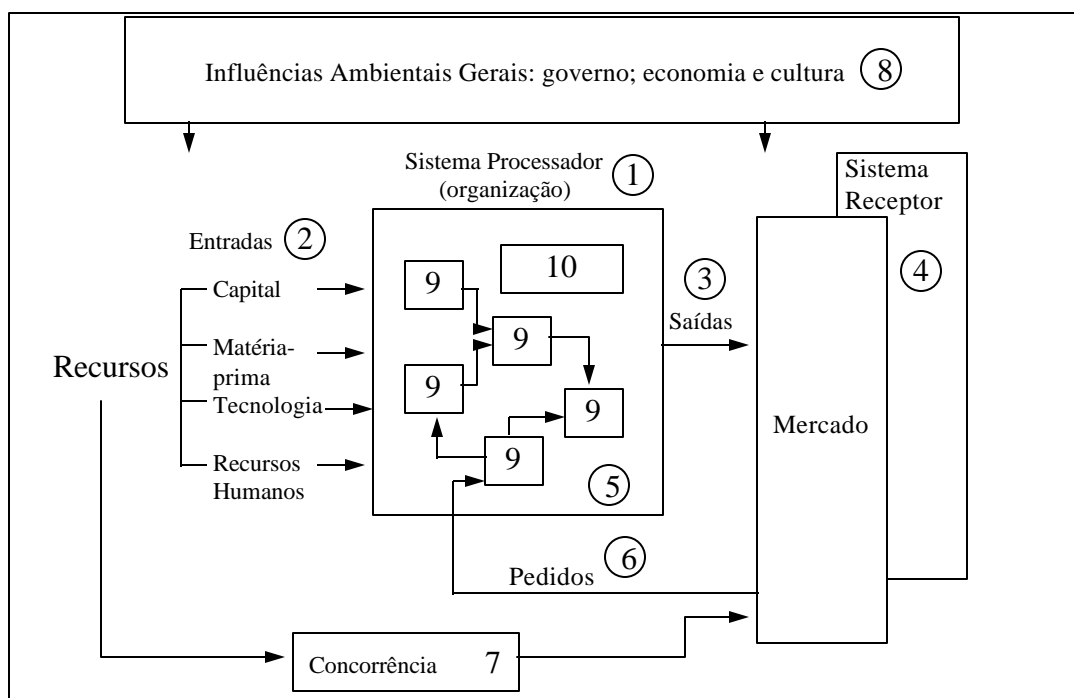 Influências Ambientais Gerais: governo; economia e cultura 8
Sistema Processador
(organização)
1
Sistema
Receptor
4
Entradas 2
Capital
Matéria-
prima
Tecnologia
Recursos
Humanos
Recursos
9
10
9
9
9
9
5
3
Saídas
Mercado
Pedidos 6
Concorrência 7